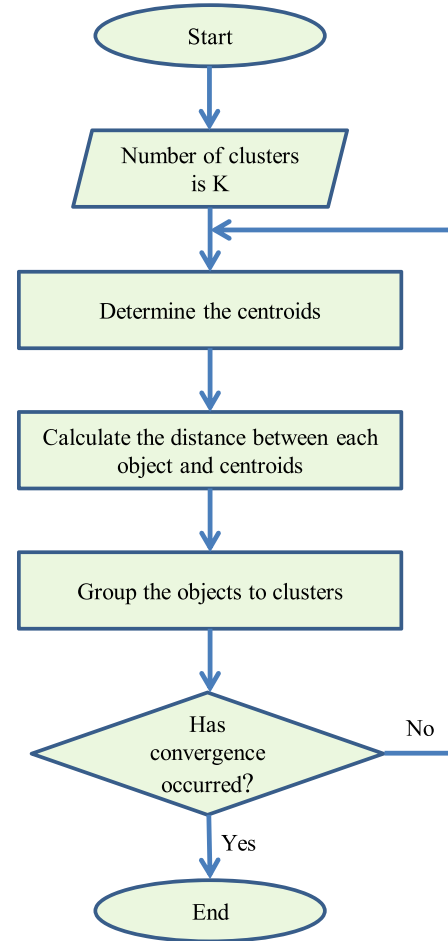 Start
Number of clusters
is K
Determine the centroids
Calculate the distance between each
object and centroids
Group the objects to clusters
Has
convergence
occurred?
No
Yes
End